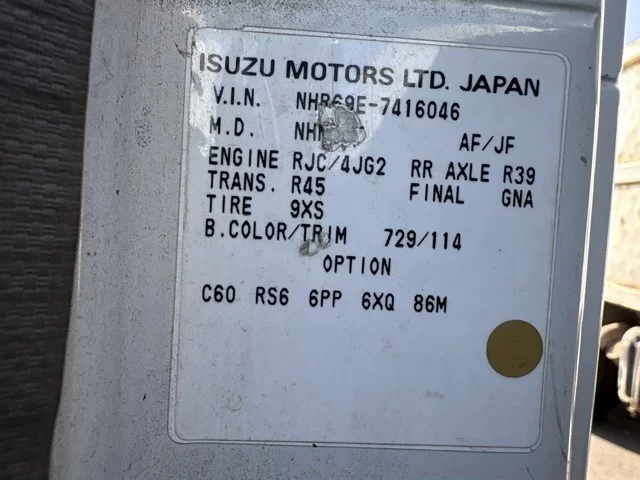 ISUZU MOTORS LTD. JAPAN
V.I.N. NHR69E-7416046
M.D. AF/JF
ENGINE RJC/4JG2 RR AXLE R39
TRANS. R45 FINAL GNA
TIRE 9XS
B.COLOR/TRIM 729/114
OPTION
C60 RS6 6PP 6XQ 86M